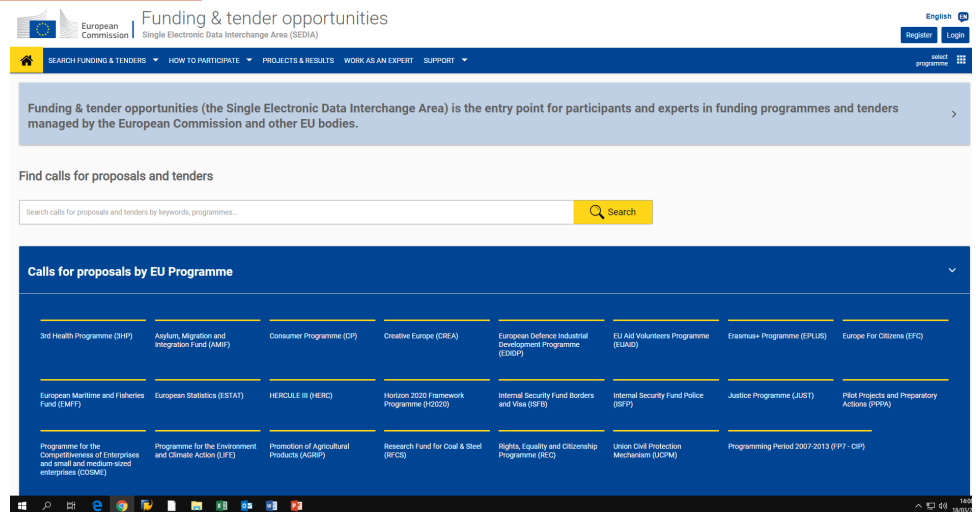 European
Commission
Funding & tender opportunities
Single Electronic Data Interchange Area (SEDIA)
English EN
Register Login
SEARCH FUNDING & TENDERS HOW TO PARTICIPATE PROJECTS & RESULTS WORK AS AN EXPERT SUPPORT
select
programme
Funding & tender opportunities (the Single Electronic Data Interchange Area) is the entry point for participants and experts in funding programmes and tenders
managed by the European Commission and other EU bodies.
Find calls for proposals and tenders
Search calls for proposals and tenders by keywords, programmes...
Search
Calls for proposals by EU Programme
3rd Health Programme (3HP)
Asylum, Migration and
Integration Fund (AMIF)
Consumer Programme (CP)
Creative Europe (CREA)
European Defence Industrial
Development Programme
(EDIDP)
EU Aid Volunteers Programme
(EUAID)
Erasmus+ Programme (EPLUS)
Europe For Citizens (EFC)
European Maritime and Fisheries
Fund (EMFF)
European Statistics (ESTAT)
HERCULE III (HERC)
Horizon 2020 Framework
Programme (H2020)
Internal Security Fund Borders
and Visa (ISFB)
Internal Security Fund Police
(ISFP)
Justice Programme (JUST)
Pilot Projects and Preparatory
Actions (PPPA)
Programme for the
Competitiveness of Enterprises
and small and medium-sized
enterprises (COSME)
Programme for the Environment
and Climate Action (LIFE)
Promotion of Agricultural
Products (AGRIP)
Research Fund for Coal & Steel
(RFCS)
Rights, Equality and Citizenship
Programme (REC)
Union Civil Protection
Mechanism (UCPM)
Programming Period 2007-2013 (FP7 - CIP)